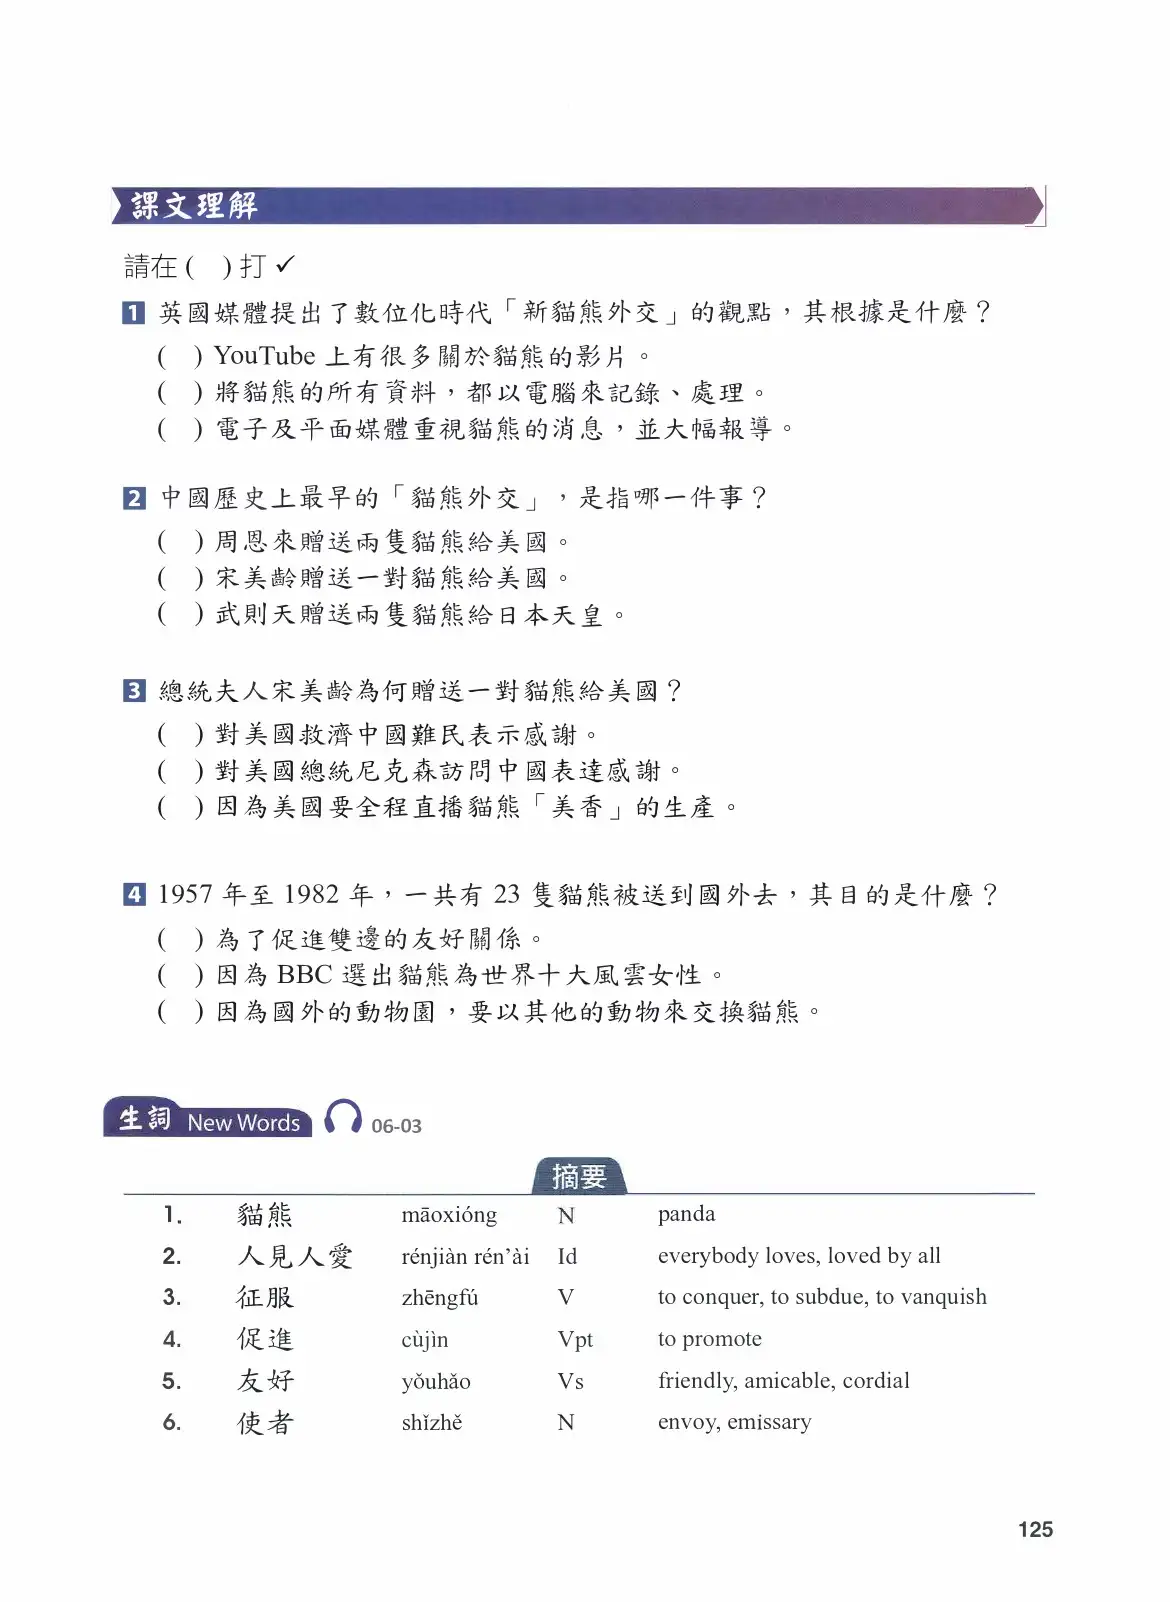 課文理解
請在(　)打✓
1 英國媒體提出了數位化時代「新貓熊外交」的觀點，其根據是什麼？
(　) YouTube 上有很多關於貓熊的影片。
(　) 將貓熊的所有資料，都以電腦來記錄、處理。
(　) 電子及平面媒體重視貓熊的消息，並大幅報導。
2 中國歷史上最早的「貓熊外交」，是指哪一件事？
(　) 周恩來贈送兩隻貓熊給美國。
(　) 宋美齡贈送一對貓熊給美國。
(　) 武則天贈送兩隻貓熊給日本天皇。
3 總統夫人宋美齡為何贈送一對貓熊給美國？
(　) 對美國救濟中國難民表示感謝。
(　) 對美國總統尼克森訪問中國表達感謝。
(　) 因為美國要全程直播貓熊「美香」的生產。
4 1957 年至 1982 年，一共有 23 隻貓熊被送到國外去，其目的是什麼？
(　) 為了促進雙邊的友好關係。
(　) 因為 BBC 選出貓熊為世界十大風雲女性。
(　) 因為國外的動物園，要以其他的動物來交換貓熊。
生詞 New Words 06-03
摘要
1. 貓熊 māoxióng N panda
2. 人見人愛 rénjiàn rén’ài Id everybody loves, loved by all
3. 征服 zhēngfú V to conquer, to subdue, to vanquish
4. 促進 cùjìn Vpt to promote
5. 友好 yǒuhǎo Vs friendly, amicable, cordial
6. 使者 shǐzhě N envoy, emissary
125